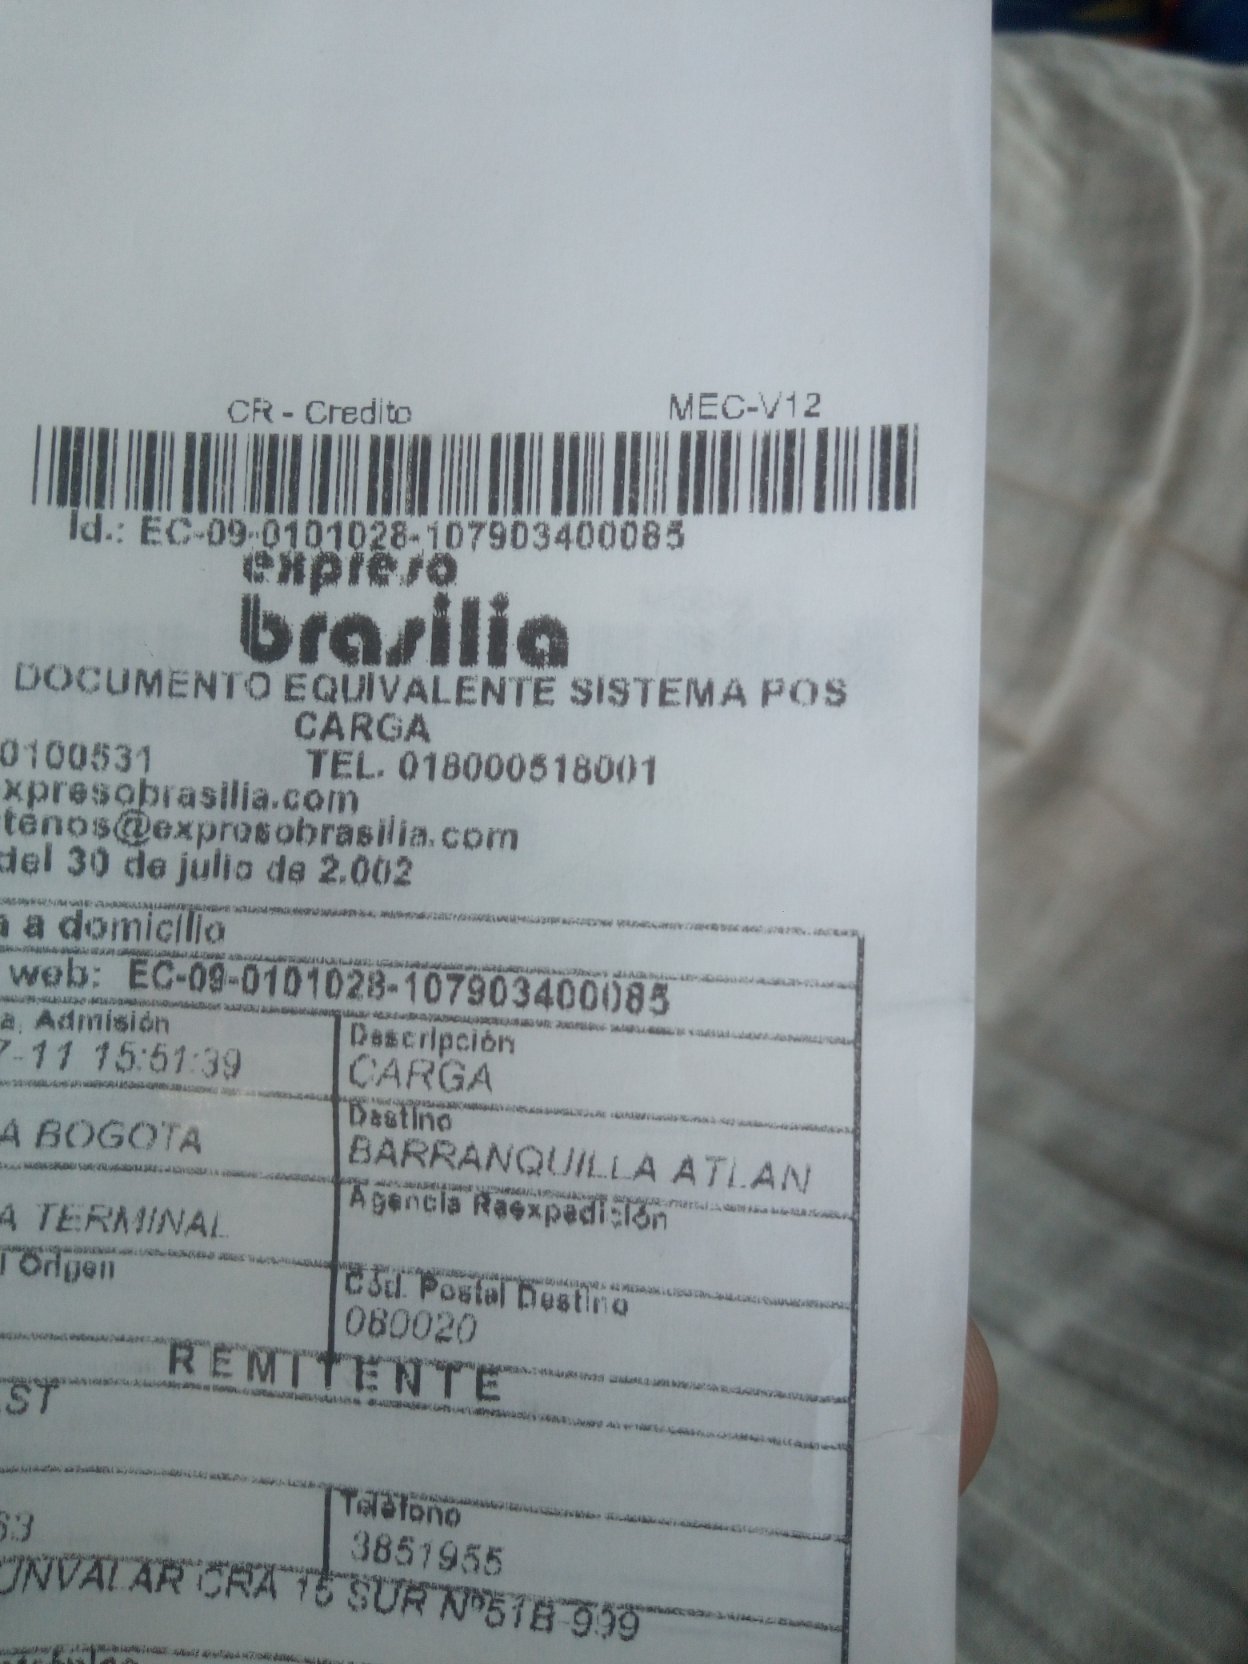 CR - Credito MEC-V12
Id.: EC-09-0101028-107903400085
expreso
brasilia
DOCUMENTO EQUIVALENTE SISTEMA POS
CARGA
0100531 TEL. 018000518001
xpresobrasilia.com
tenos@expresobrasilia.com
del 30 de julio de 2.002
a a domicilio
web: EC-09-0101028-107903400085
a. Admisión Descripción
7-11 15:51:39 CARGA
Destino
A BOGOTA BARRANQUILLA ATLAN
Agencia Reexpedición
A TERMINAL
l Origen Cód. Postal Destino
080020
REMITENTE
ST
Teléfono
63 3851955
UNVALAR CRA 15 SUR Nº51B-999